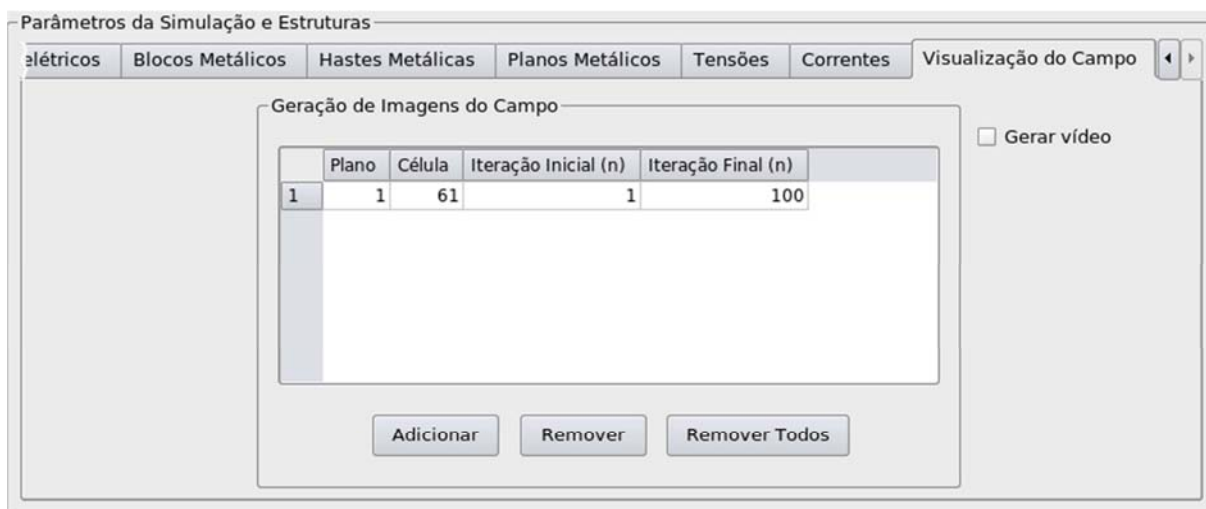 Parâmetros da Simulação e Estruturas
elétricos Blocos Metálicos Hastes Metálicas Planos Metálicos Tensões Correntes Visualização do Campo
Geração de Imagens do Campo
Gerar vídeo
Plano Célula Iteração Inicial (n) Iteração Final (n)
1 1 61 1 100
Adicionar Remover Remover Todos